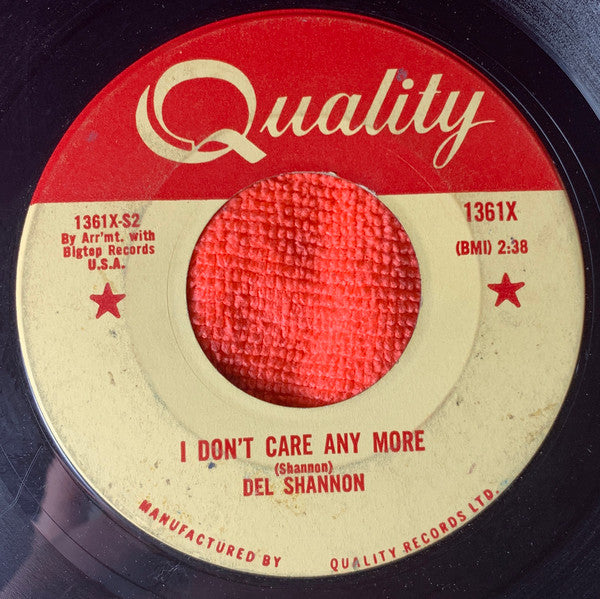 Quality
1361X-S2
By Arr'mt. with
Bigtop Records
U.S.A.
1361X
(BMI) 2:38
I DON'T CARE ANY MORE
(Shannon)
DEL SHANNON
MANUFACTURED BY QUALITY RECORDS LTD.